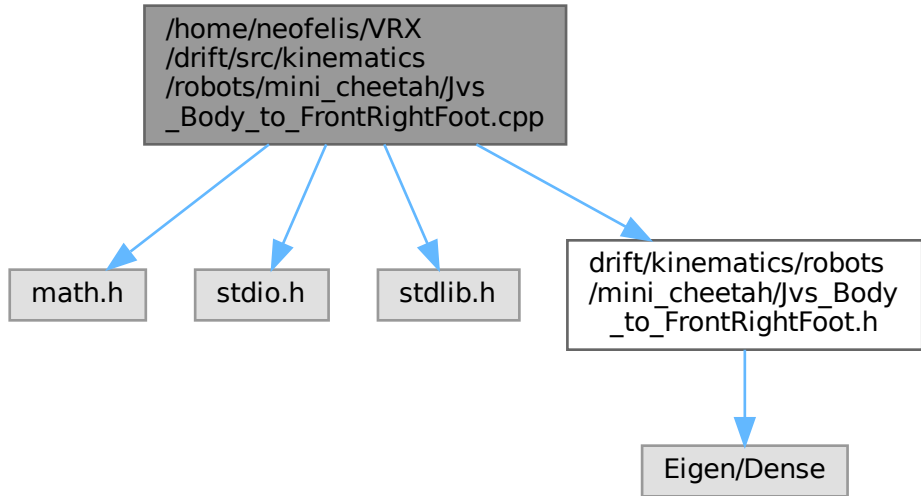 /home/neofelis/VRX
/drift/src/kinematics
/robots/mini_cheetah/Jvs
_Body_to_FrontRightFoot.cpp
math.h
stdio.h
stdlib.h
drift/kinematics/robots
/mini_cheetah/Jvs_Body
_to_FrontRightFoot.h
Eigen/Dense